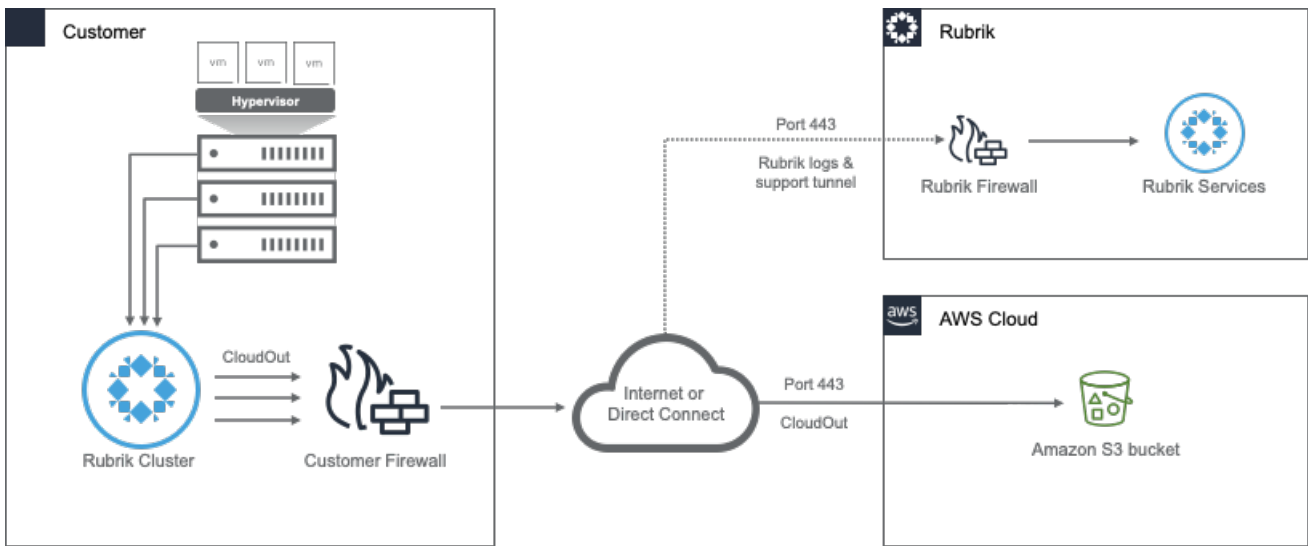 Customer
vm vm vm
Hypervisor
CloudOut
Rubrik Cluster
Customer Firewall
Internet or
Direct Connect
Port 443
Rubrik logs &
support tunnel
Rubrik
Rubrik Firewall
Rubrik Services
Port 443
CloudOut
aws
AWS Cloud
Amazon S3 bucket